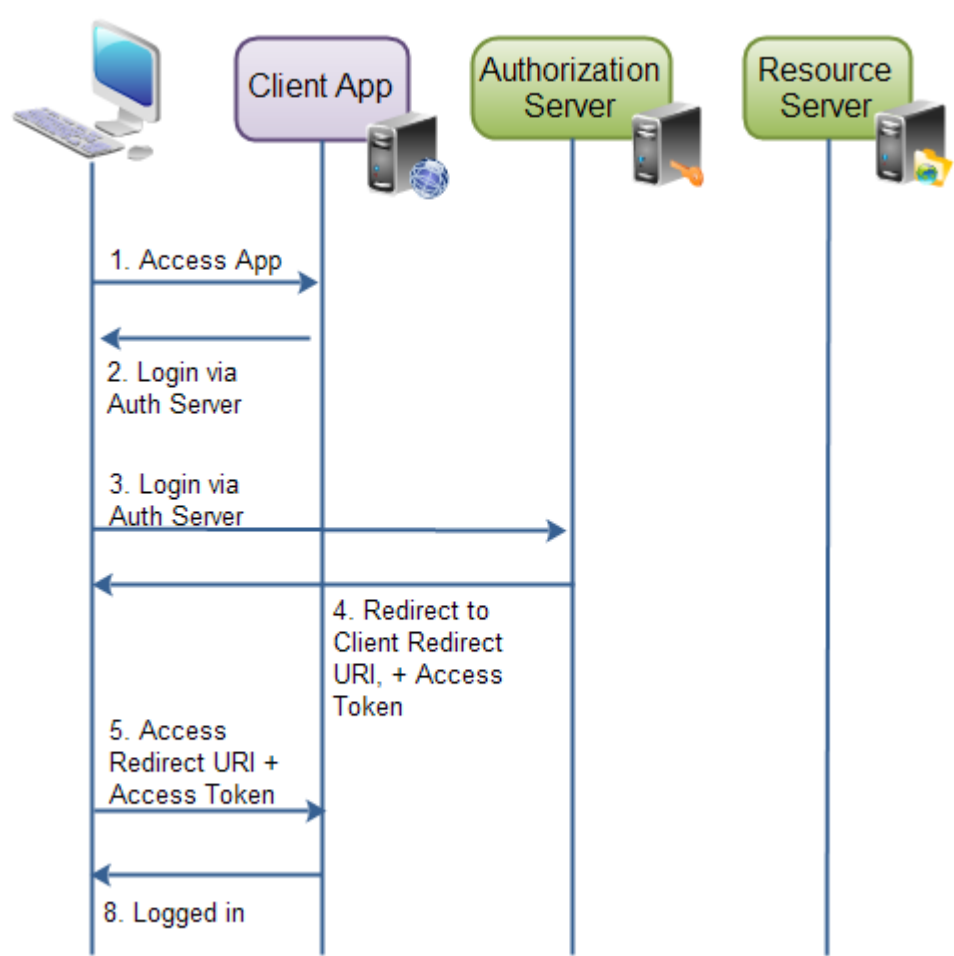 Client App
Authorization
Server
Resource
Server
1. Access App
2. Login via
Auth Server
3. Login via
Auth Server
4. Redirect to
Client Redirect
URI, + Access
Token
5. Access
Redirect URI +
Access Token
8. Logged in